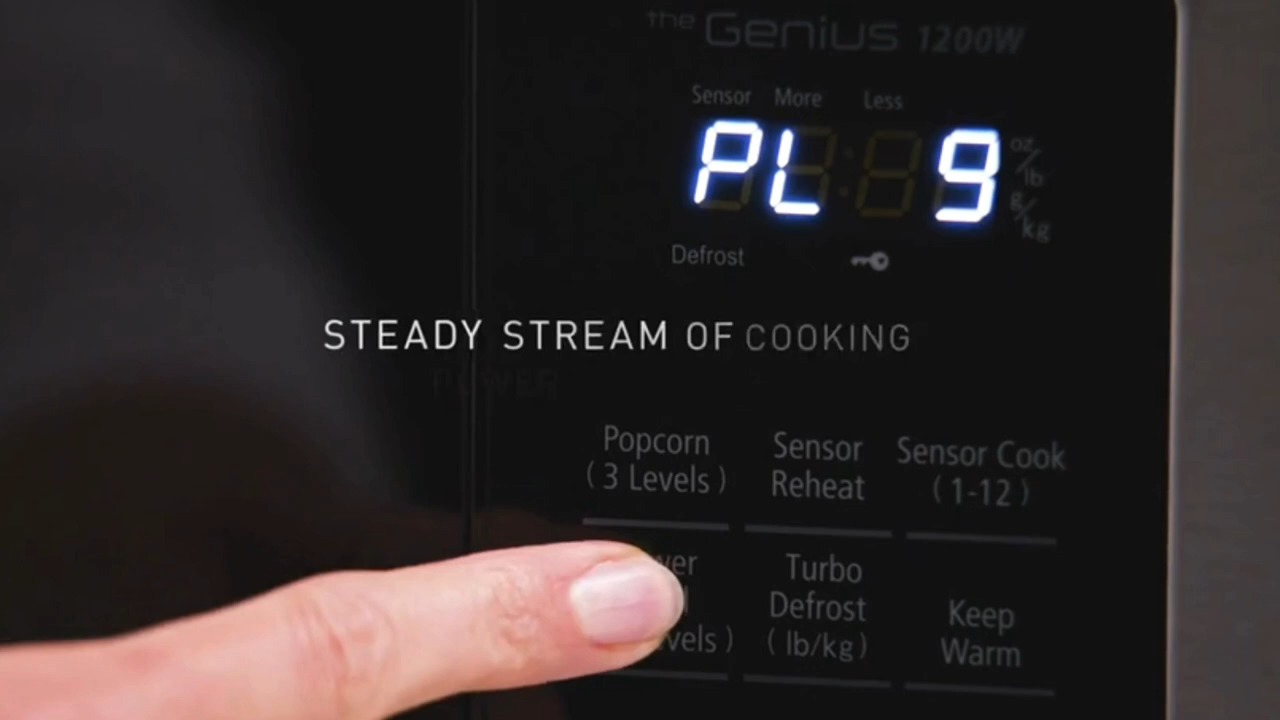 the Genius 1200W
Sensor More Less
PL 9
oz/lb
g/kg
Defrost
STEADY STREAM OF COOKING
POWER
Popcorn
(3 Levels)
Sensor
Reheat
Sensor Cook
(1-12)
Turbo
Defrost
(lb/kg)
Keep
Warm